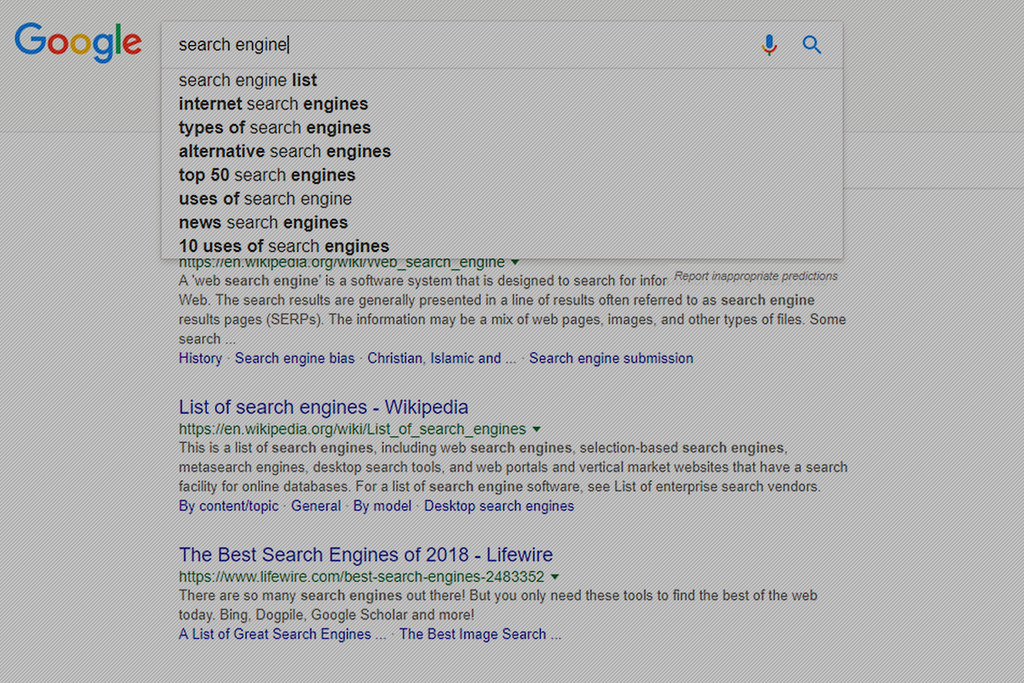 Google
search engine
search engine list
internet search engines
types of search engines
alternative search engines
top 50 search engines
uses of search engine
news search engines
10 uses of search engines
https://en.wikipedia.org/wiki/Web_search_engine
Report inappropriate predictions
A 'web search engine' is a software system that is designed to search for infor
Web. The search results are generally presented in a line of results often referred to as search engine
results pages (SERPs). The information may be a mix of web pages, images, and other types of files. Some
search ...
History · Search engine bias · Christian, Islamic and ... · Search engine submission
List of search engines - Wikipedia
https://en.wikipedia.org/wiki/List_of_search_engines
This is a list of search engines, including web search engines, selection-based search engines,
metasearch engines, desktop search tools, and web portals and vertical market websites that have a search
facility for online databases. For a list of search engine software, see List of enterprise search vendors.
By content/topic · General · By model · Desktop search engines
The Best Search Engines of 2018 - Lifewire
https://www.lifewire.com/best-search-engines-2483352
There are so many search engines out there! But you only need these tools to find the best of the web
today. Bing, Dogpile, Google Scholar and more!
A List of Great Search Engines ... · The Best Image Search ...